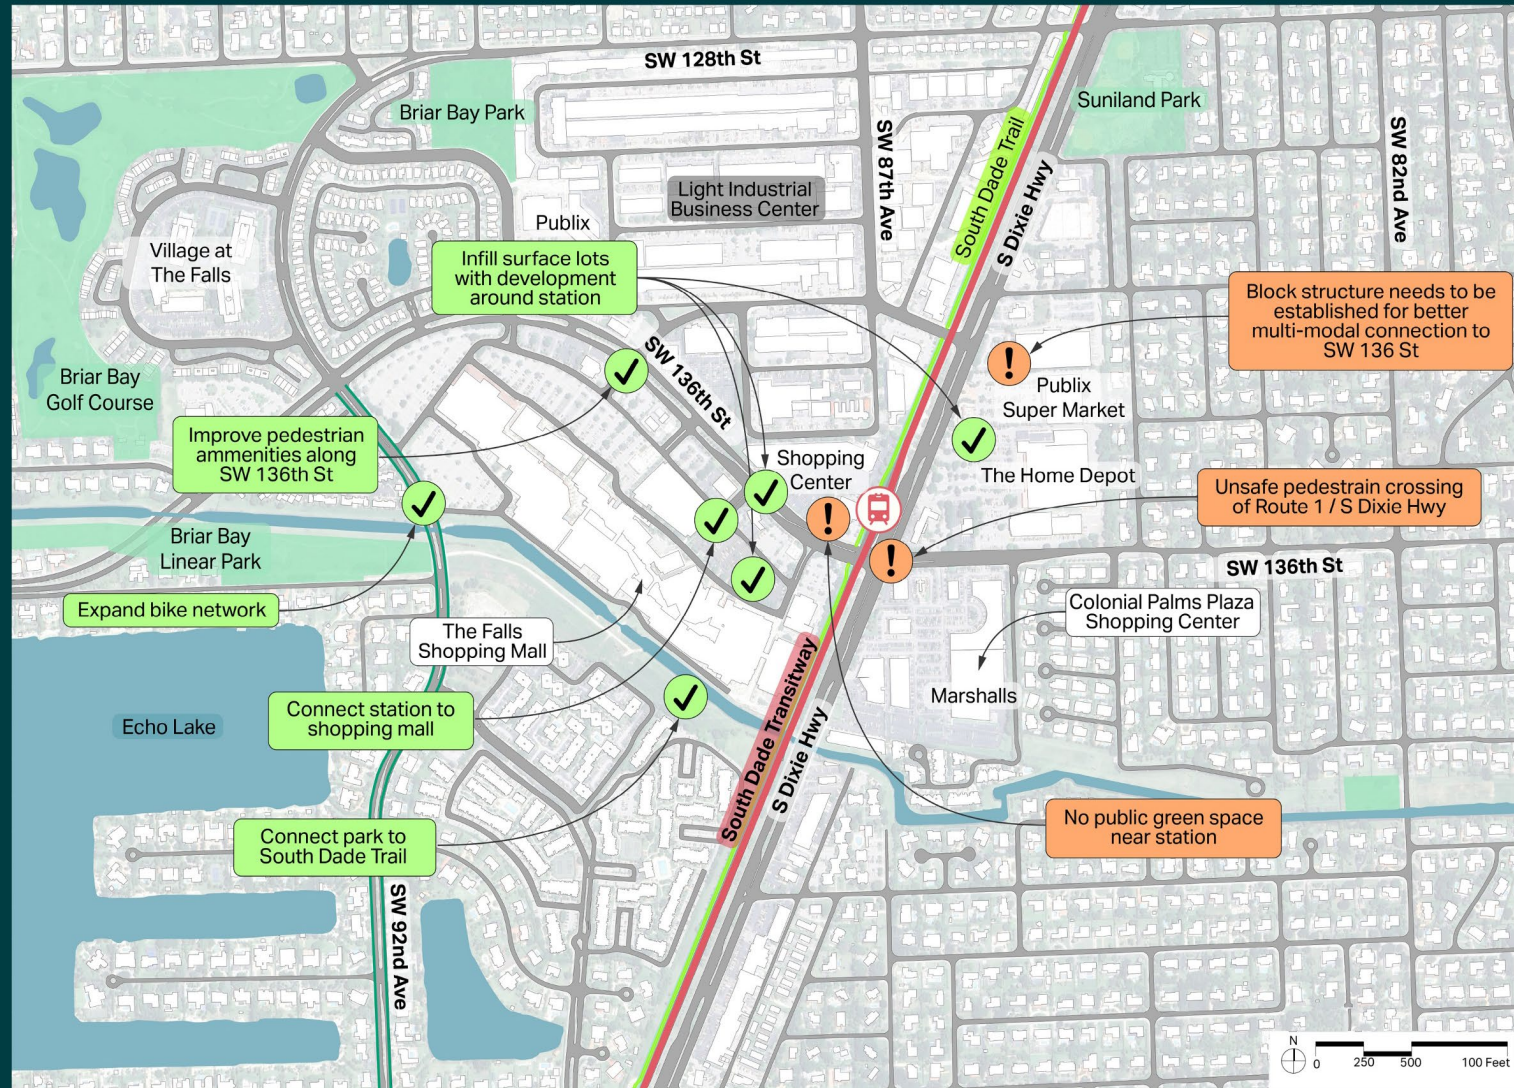 SW 128th St
Briar Bay Park
Suniland Park
SW 87th Ave
South Dade Trail
S Dixie Hwy
SW 82nd Ave
Light Industrial
Business Center
Publix
Village at
The Falls
Infill surface lots
with development
around station
Block structure needs to be
established for better
multi-modal connection to
SW 136 St
SW 136th St
Briar Bay
Golf Course
!
Publix
Super Market
Improve pedestrian
ammenities along
SW 136th St
Shopping
Center
The Home Depot
Unsafe pedestrain crossing
of Route 1 / S Dixie Hwy
!
!
Briar Bay
Linear Park
SW 136th St
Expand bike network
Colonial Palms Plaza
Shopping Center
The Falls
Shopping Mall
Marshalls
Connect station to
shopping mall
Echo Lake
South Dade Transitway
S Dixie Hwy
No public green space
near station
Connect park to
South Dade Trail
SW 92nd Ave
N
0
250
500
100 Feet